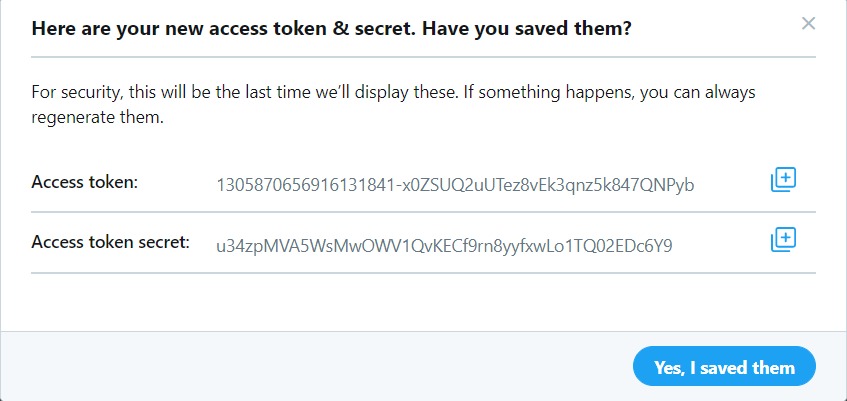 Here are your new access token & secret. Have you saved them?
For security, this will be the last time we'll display these. If something happens, you can always
regenerate them.
Access token: 1305870656916131841-x0ZSUQ2uUTez8vEk3qnz5k847QNPyb
Access token secret: u34zpMVA5WsMwOWV1QvKECf9rn8yyfxwLo1TQ02EDc6Y9
Yes, I saved them